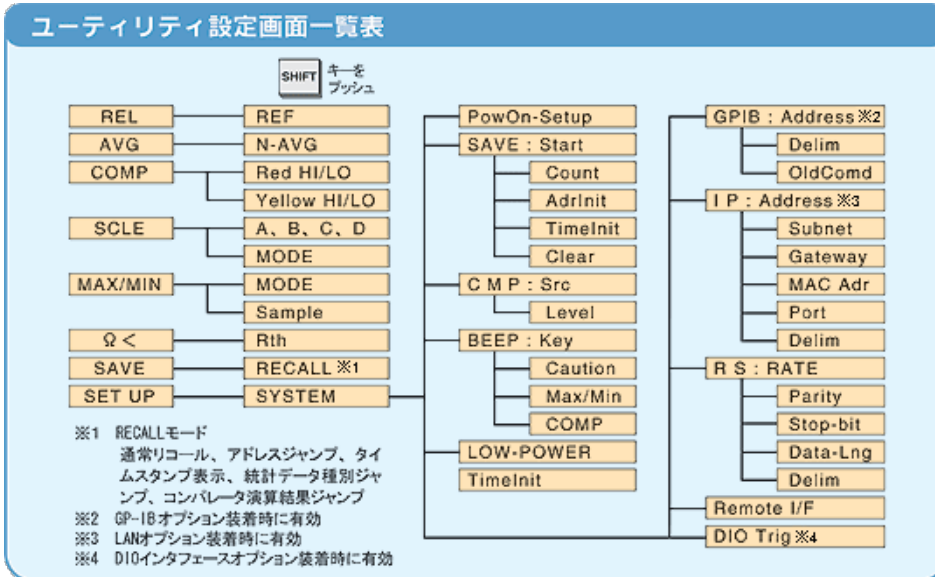 ユーティリティ設定画面一覧表
SHIFT
キーを
プッシュ
REL
REF
AVG
N-AVG
COMP
Red HI/LO
Yellow HI/LO
SCLE
A、B、C、D
MODE
MAX/MIN
MODE
Sample
Ω<
Rth
SAVE
RECALL※1
SET UP
SYSTEM
PowOn-Setup
SAVE : Start
Count
AdrInit
TimeInit
Clear
C M P : Src
Level
BEEP : Key
Caution
Max/Min
COMP
LOW-POWER
TimeInit
GPIB : Address※2
Delim
OldComd
I P : Address※3
Subnet
Gateway
MAC Adr
Port
Delim
R S : RATE
Parity
Stop-bit
Data-Lng
Delim
Remote I/F
DIO Trig※4
※1 RECALLモード
通常リコール、アドレスジャンプ、タイ
ムスタンプ表示、統計データ種別ジャ
ンプ、コンパレータ演算結果ジャンプ
※2 GP-IBオプション装着時に有効
※3 LANオプション装着時に有効
※4 DIOインタフェースオプション装着時に有効